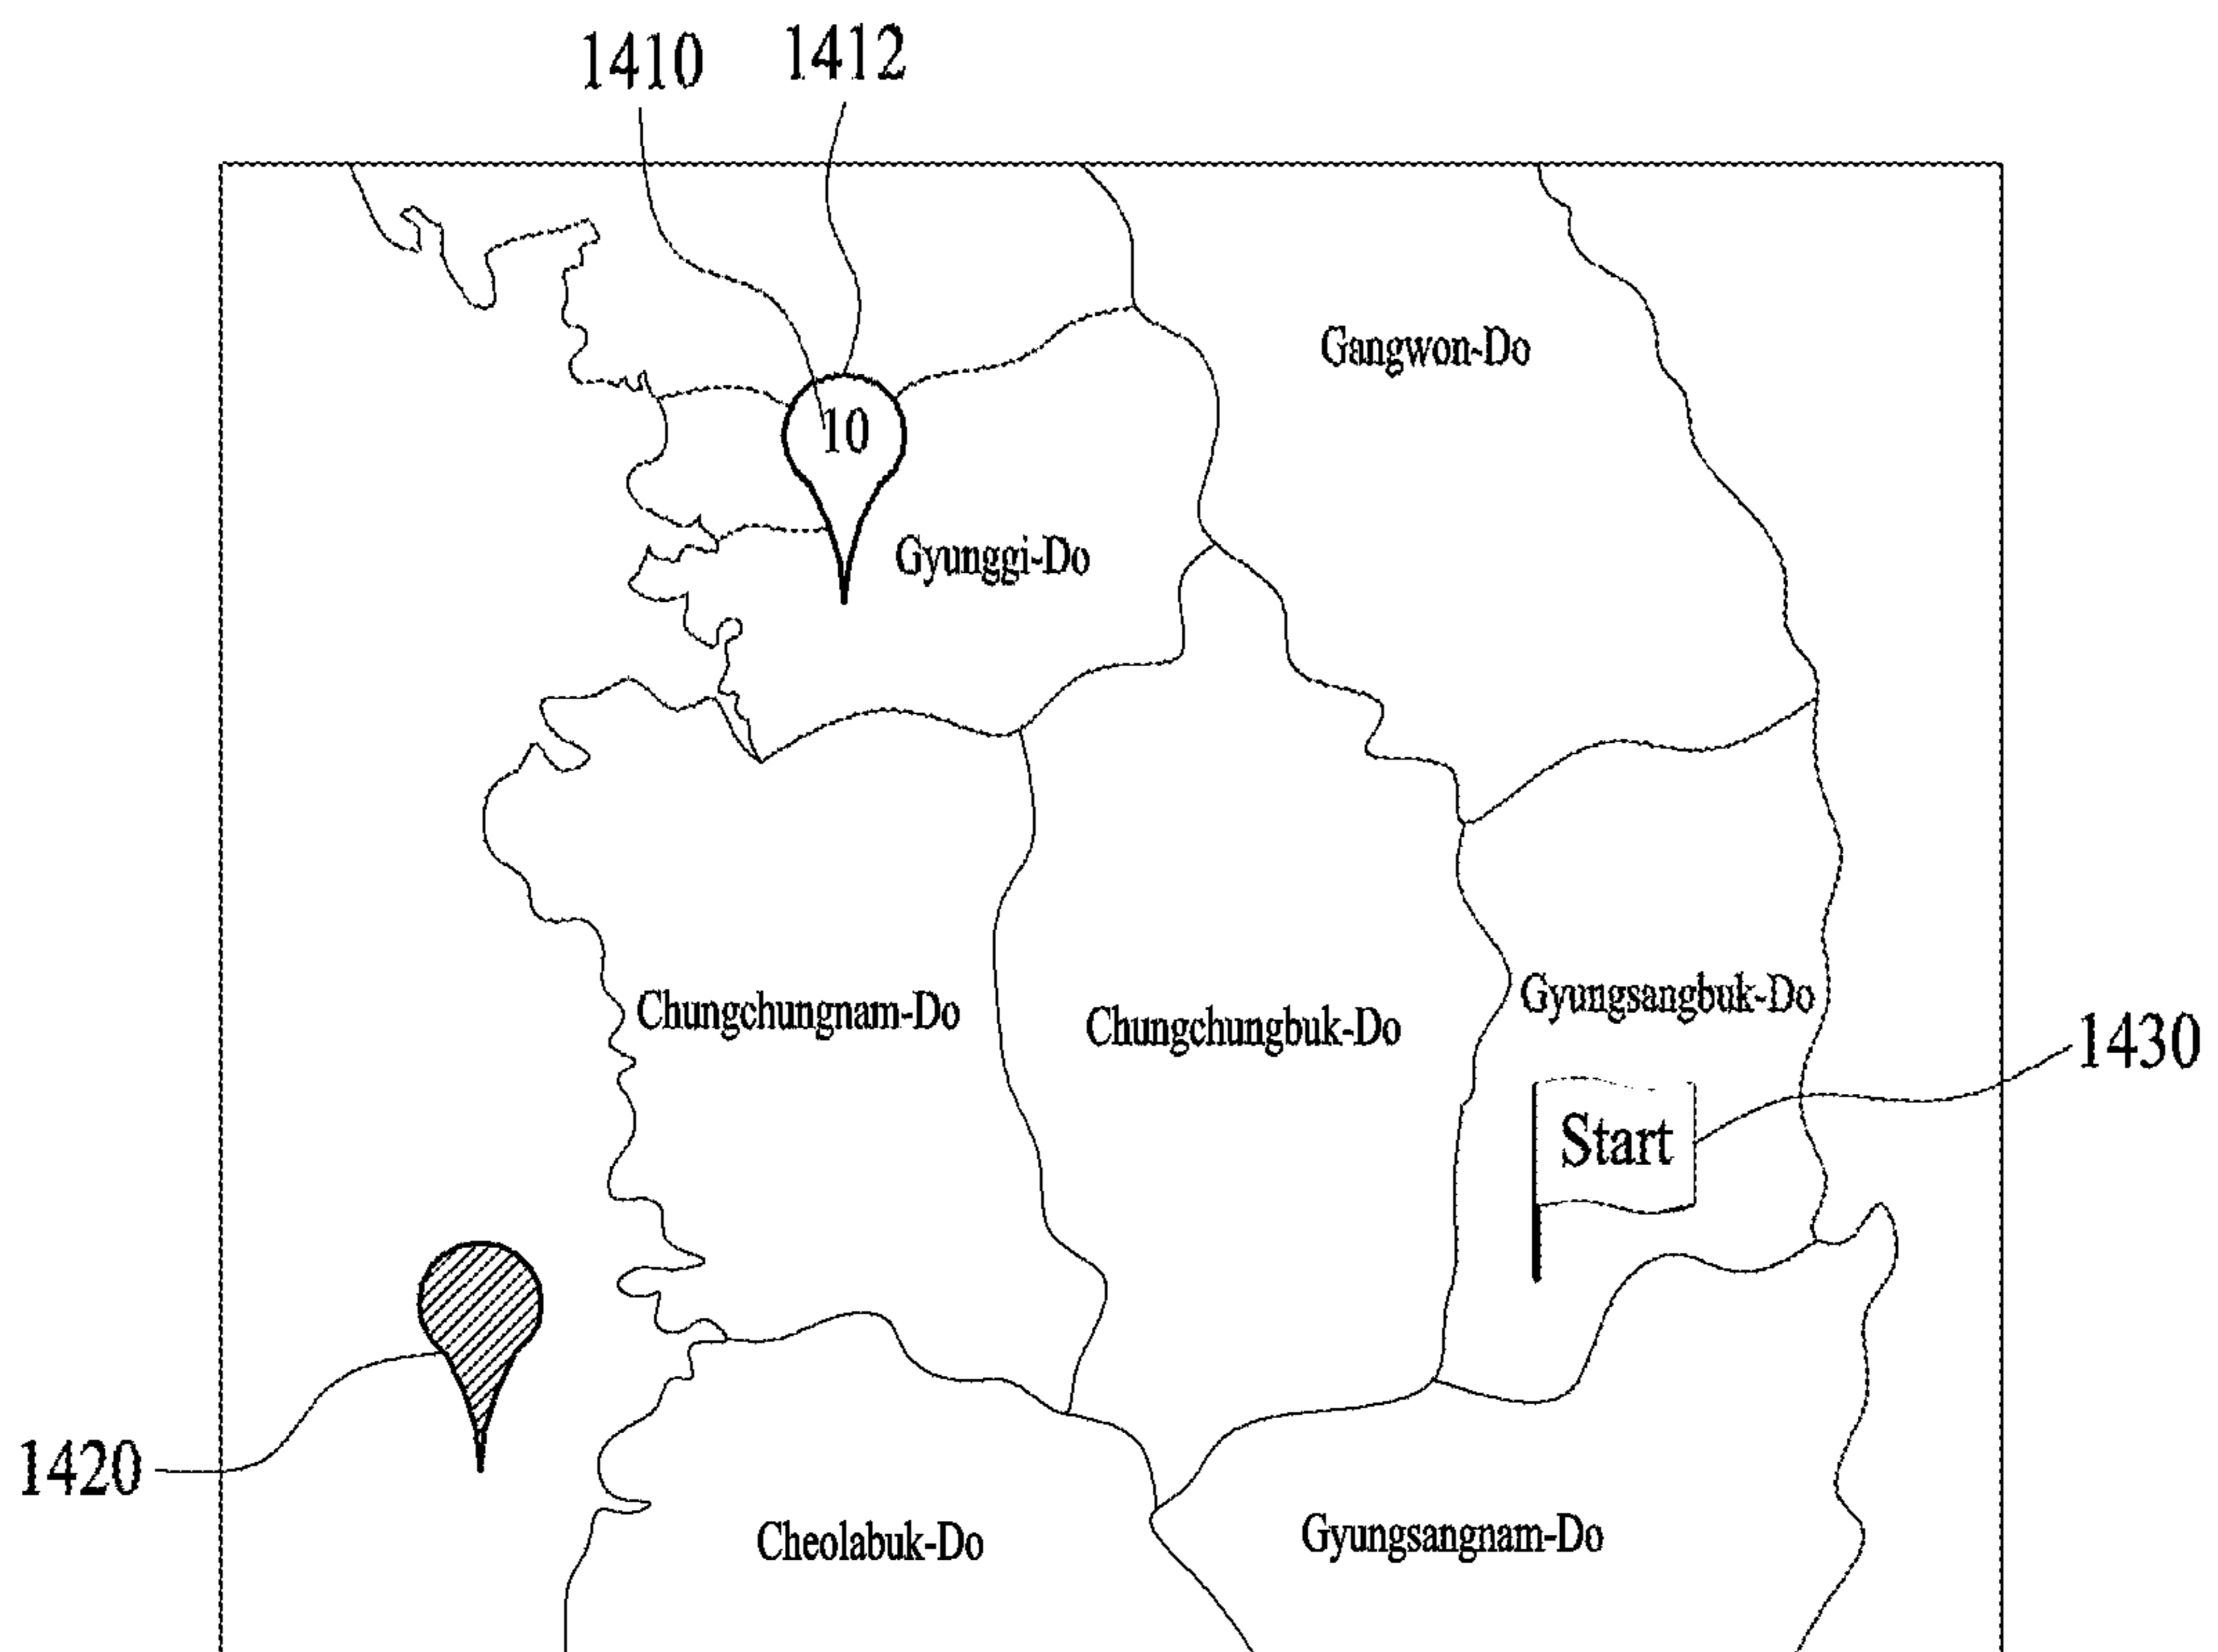 1410
1412
Gangwon-Do
10
Gyunggi-Do
Gyungsangbuk-Do
Chungchungnam-Do
Chungchungbuk-Do
1430
Start
1420
Cheolabuk-Do
Gyungsangnam-Do